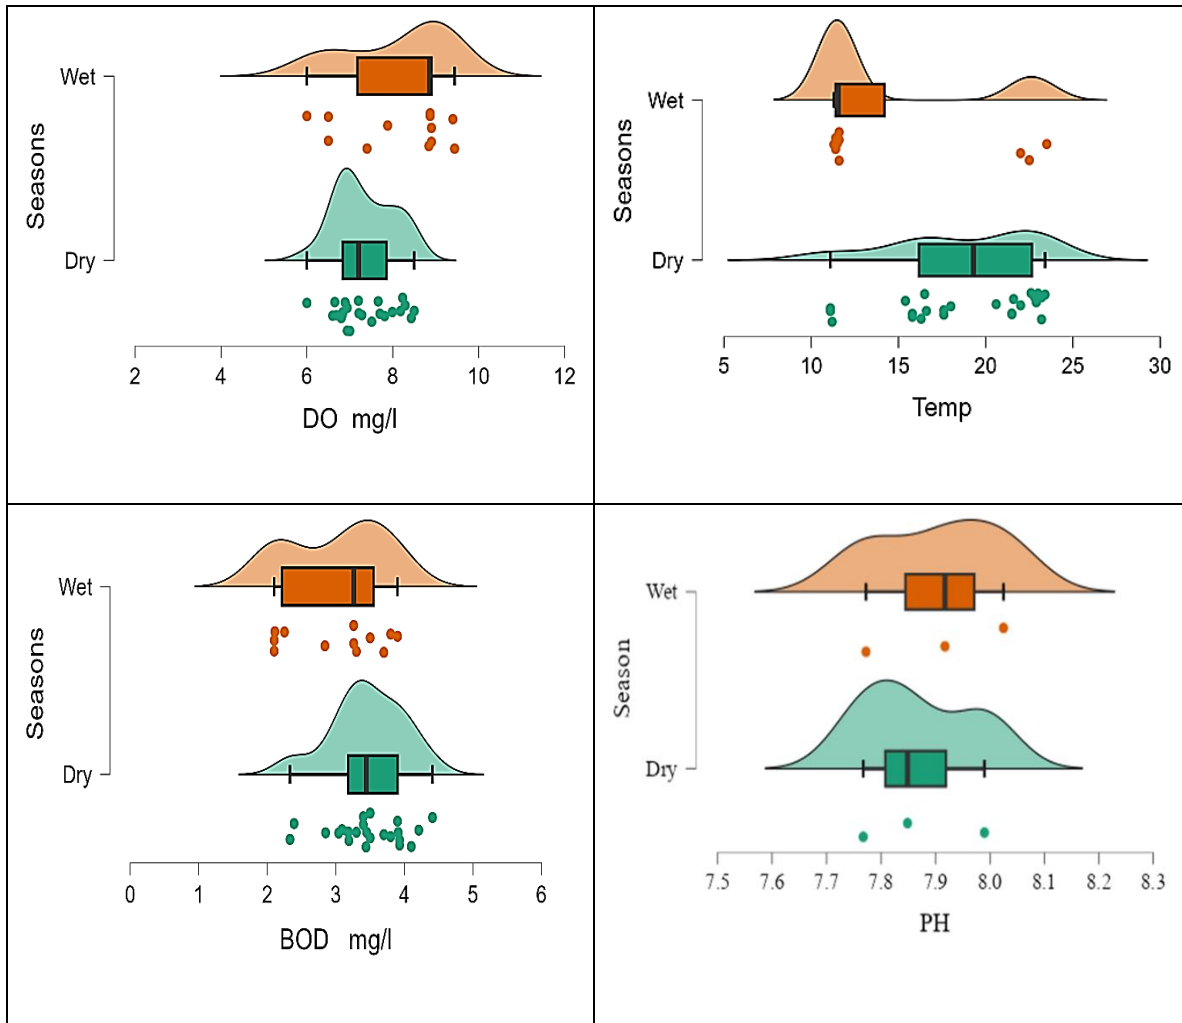 Wet
Seasons
Dry
2 4 6 8 10 12
DO mg/l
Wet
Seasons
Dry
5 10 15 20 25 30
Temp
Wet
Seasons
Dry
0 1 2 3 4 5 6
BOD mg/l
Wet
Season
Dry
7.5 7.6 7.7 7.8 7.9 8.0 8.1 8.2 8.3
PH